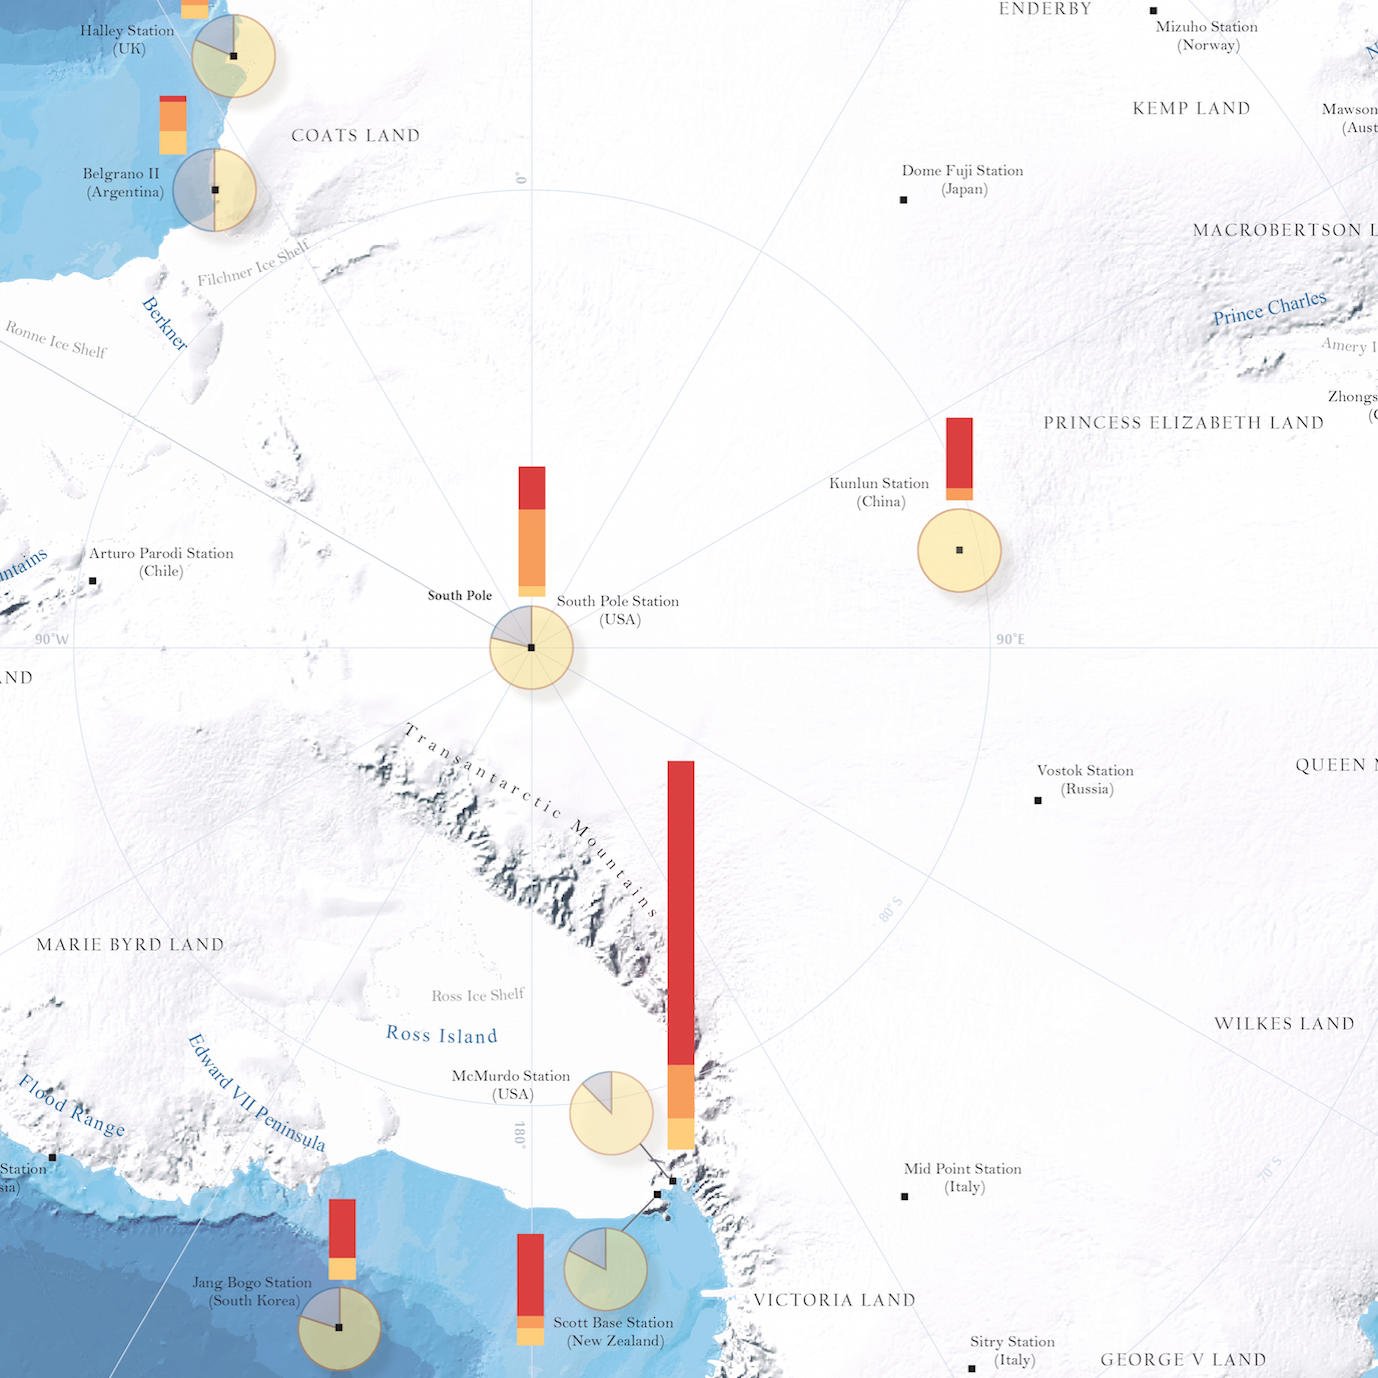 ENDERBY
Halley Station
(UK)
Mizuho Station
(Norway)
KEMP LAND
Mawson
(Aust
COATS LAND
Belgrano II
(Argentina)
0°
Dome Fuji Station
(Japan)
MACROBERTSON L
Filchner Ice Shelf
Berkner
Ronne Ice Shelf
Prince Charles
Amery I
Zhongs
(C
PRINCESS ELIZABETH LAND
Kunlun Station
(China)
Arturo Parodi Station
(Chile)
untains
South Pole
South Pole Station
(USA)
90°W
90°E
AND
Transantarctic Mountains
Vostok Station
(Russia)
QUEEN M
80°S
MARIE BYRD LAND
Ross Ice Shelf
Ross Island
WILKES LAND
Edward VII Peninsula
Flood Range
McMurdo Station
(USA)
180°
Station
sia)
Mid Point Station
(Italy)
70°S
Jang Bogo Station
(South Korea)
Scott Base Station
(New Zealand)
VICTORIA LAND
Sitry Station
(Italy)
GEORGE V LAND